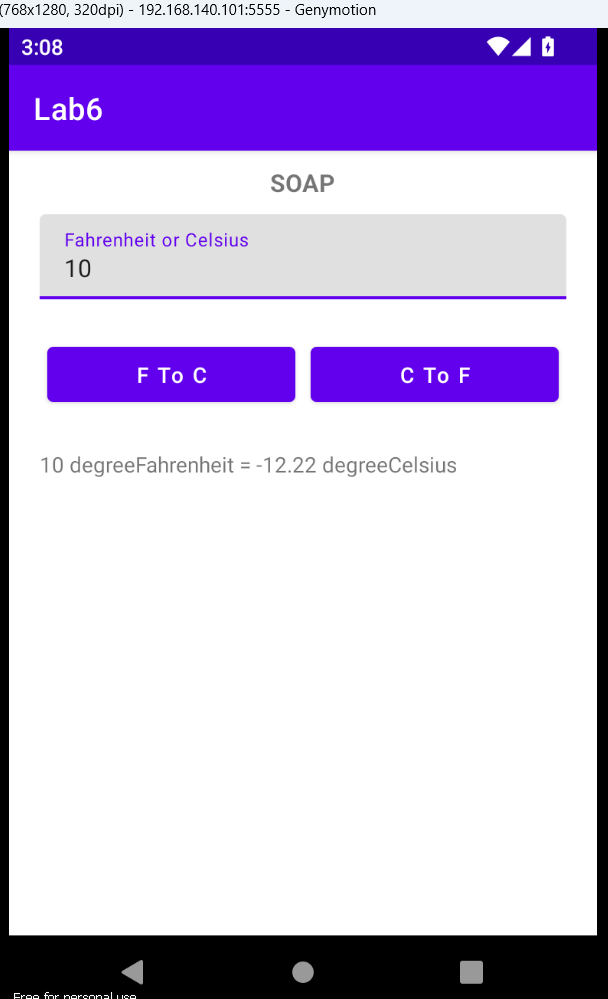 (768x1280, 320dpi) - 192.168.140.101:5555 - Genymotion
3:08
Lab6
SOAP
Fahrenheit or Celsius
10
F To C C To F
10 degreeFahrenheit = -12.22 degreeCelsius
Free for personal use